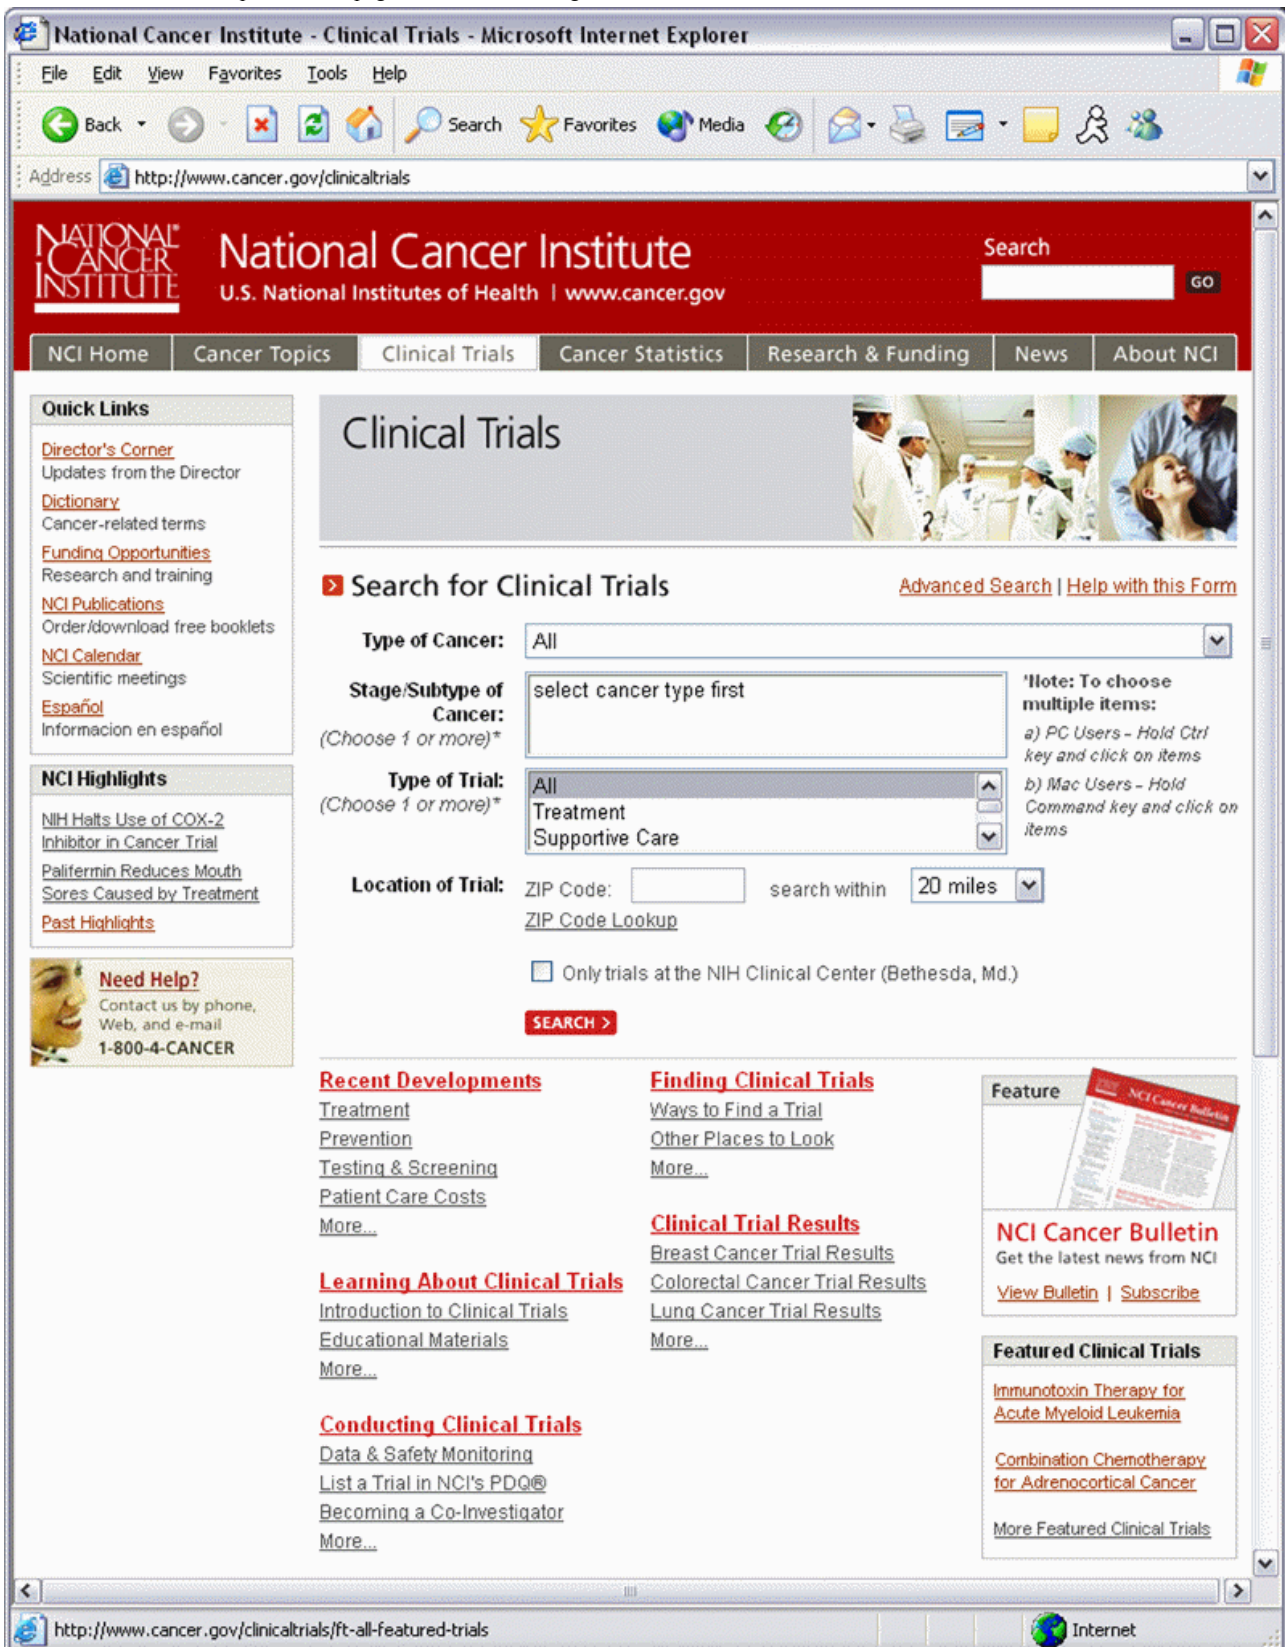 National Cancer Institute - Clinical Trials - Microsoft Internet Explorer
File Edit View Favorites Tools Help
Back Search Favorites Media
Address http://www.cancer.gov/clinicaltrials
NATIONAL CANCER INSTITUTE
National Cancer Institute
U.S. National Institutes of Health | www.cancer.gov
Search
GO
NCI Home Cancer Topics Clinical Trials Cancer Statistics Research & Funding News About NCI
Quick Links
Director's Corner
Updates from the Director
Dictionary
Cancer-related terms
Funding Opportunities
Research and training
NCI Publications
Order/download free booklets
NCI Calendar
Scientific meetings
Español
Informacion en español
NCI Highlights
NIH Halts Use of COX-2
Inhibitor in Cancer Trial
Palifermin Reduces Mouth
Sores Caused by Treatment
Past Highlights
Need Help?
Contact us by phone,
Web, and e-mail
1-800-4-CANCER
Clinical Trials
Search for Clinical Trials
Advanced Search | Help with this Form
Type of Cancer: All
Stage/Subtype of
Cancer:
(Choose 1 or more)*
select cancer type first
*Note: To choose
multiple items:
a) PC Users - Hold Ctrl
key and click on items
b) Mac Users - Hold
Command key and click on
items
Type of Trial:
(Choose 1 or more)*
All
Treatment
Supportive Care
Location of Trial: ZIP Code: search within 20 miles
ZIP Code Lookup
Only trials at the NIH Clinical Center (Bethesda, Md.)
SEARCH >
Recent Developments
Treatment
Prevention
Testing & Screening
Patient Care Costs
More...
Learning About Clinical Trials
Introduction to Clinical Trials
Educational Materials
More...
Conducting Clinical Trials
Data & Safety Monitoring
List a Trial in NCI's PDQ®
Becoming a Co-Investigator
More...
Finding Clinical Trials
Ways to Find a Trial
Other Places to Look
More...
Clinical Trial Results
Breast Cancer Trial Results
Colorectal Cancer Trial Results
Lung Cancer Trial Results
More...
Feature
NCI Cancer Bulletin
NCI Cancer Bulletin
Get the latest news from NCI
View Bulletin | Subscribe
Featured Clinical Trials
Immunotoxin Therapy for
Acute Myeloid Leukemia
Combination Chemotherapy
for Adrenocortical Cancer
More Featured Clinical Trials
http://www.cancer.gov/clinicaltrials/ft-all-featured-trials
Internet